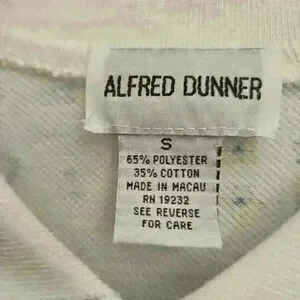 ALFRED DUNNER
S
65% POLYESTER
35% COTTON
MADE IN MACAU
RN 19232
SEE REVERSE
FOR CARE